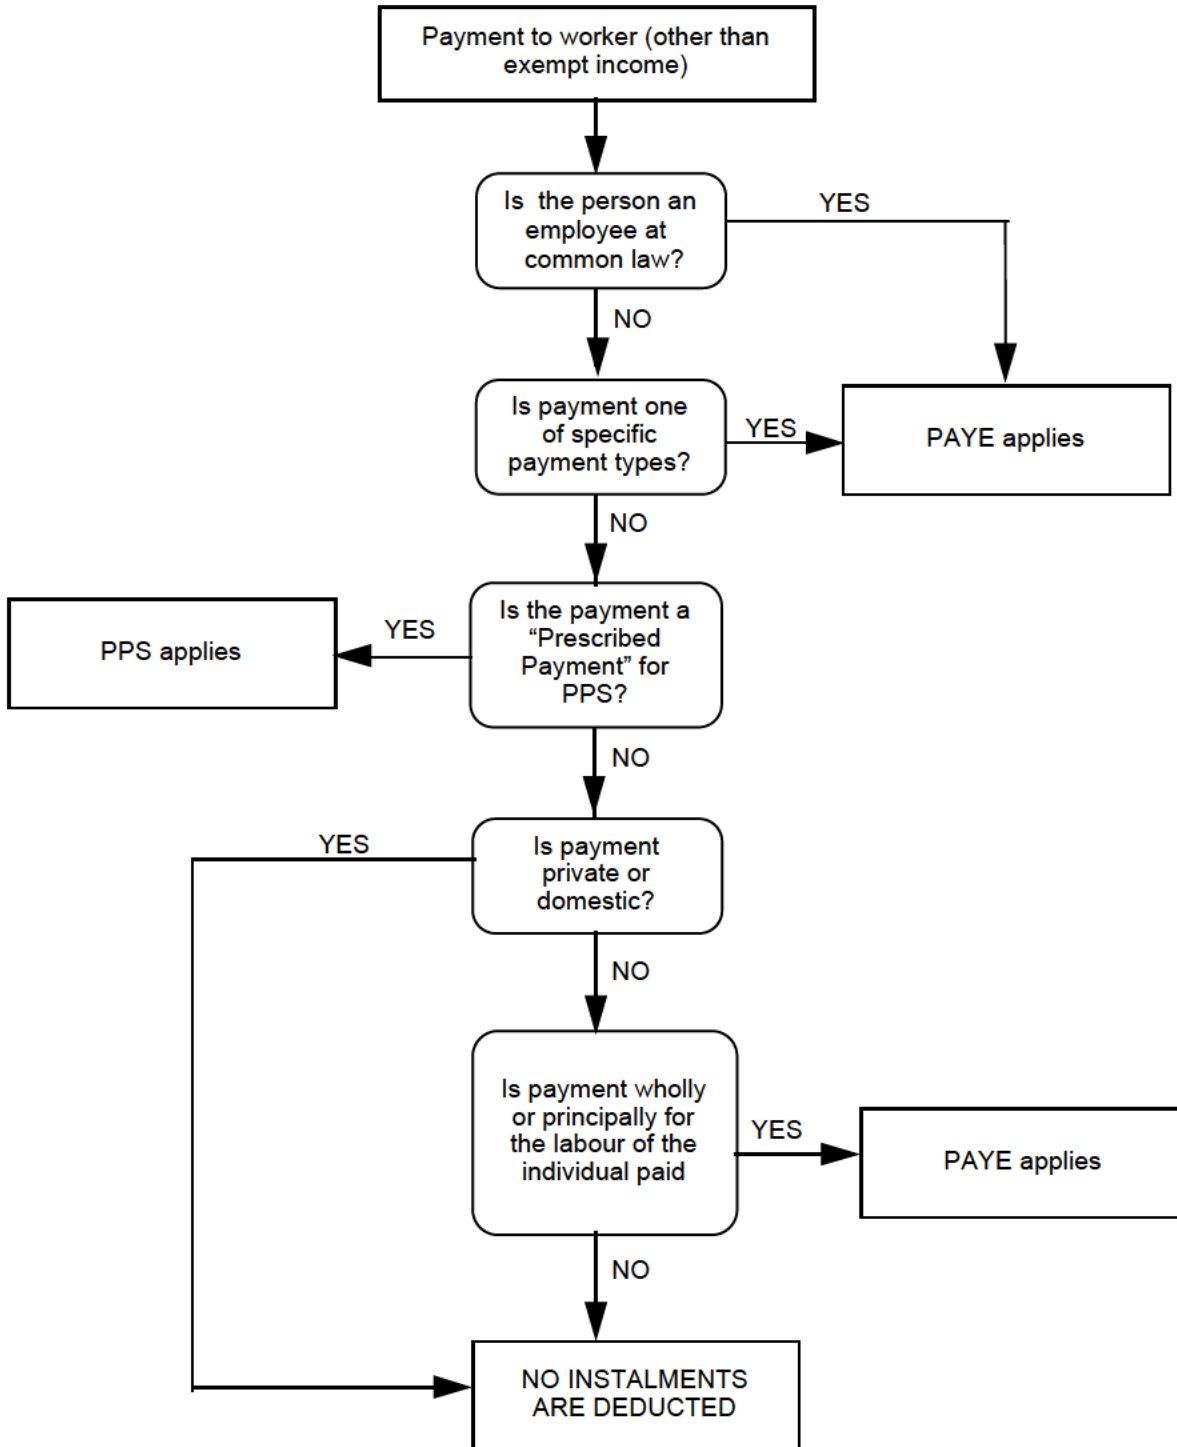 Payment to worker (other than
exempt income)
Is the person an
employee at
common law?
YES
NO
Is payment one
of specific
payment types?
YES
PAYE applies
NO
Is the payment a
“Prescribed
Payment” for
PPS?
YES
PPS applies
NO
Is payment
private or
domestic?
YES
NO
Is payment wholly
or principally for
the labour of the
individual paid
YES
PAYE applies
NO
NO INSTALMENTS
ARE DEDUCTED